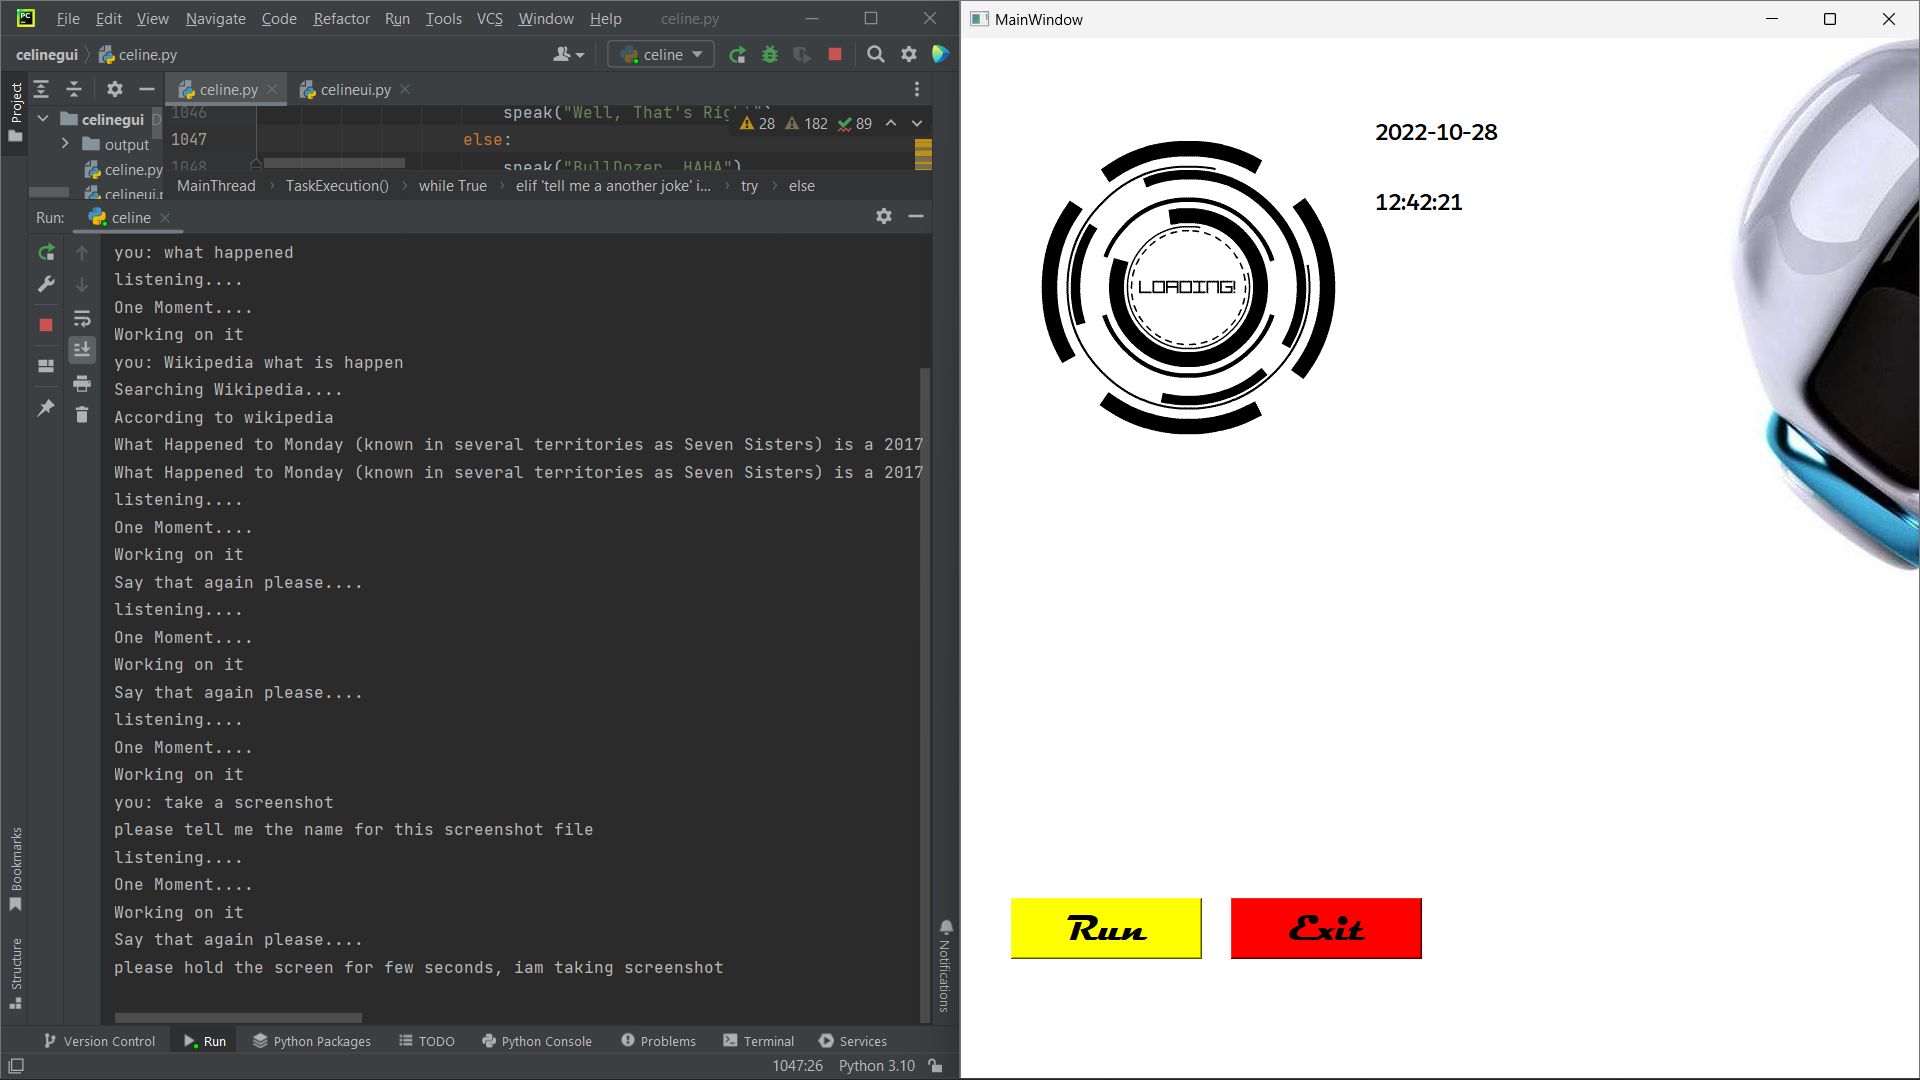 File Edit View Navigate Code Refactor Run Tools VCS Window Help celine.py
celinegui celine.py celine
Project
celine.py celineui.py
celinegui D
output
celine.py
celineui.p
1046 speak("Well, That's Right")
28 182 89
1047 else:
1048 speak("BullDozer, HAHA")
MainThread TaskExecution() while True elif 'tell me a another joke' i... try else
Run: celine
you: what happened
listening....
One Moment....
Working on it
you: Wikipedia what is happen
Searching Wikipedia....
According to wikipedia
What Happened to Monday (known in several territories as Seven Sisters) is a 2017
What Happened to Monday (known in several territories as Seven Sisters) is a 2017
listening....
One Moment....
Working on it
Say that again please....
listening....
One Moment....
Working on it
Say that again please....
listening....
One Moment....
Working on it
you: take a screenshot
please tell me the name for this screenshot file
listening....
One Moment....
Working on it
Say that again please....
please hold the screen for few seconds, iam taking screenshot
Bookmarks
Structure
Notifications
Version Control Run Python Packages TODO Python Console Problems Terminal Services
1047:26 Python 3.10
MainWindow
2022-10-28
12:42:21
LOADING!
Run Exit